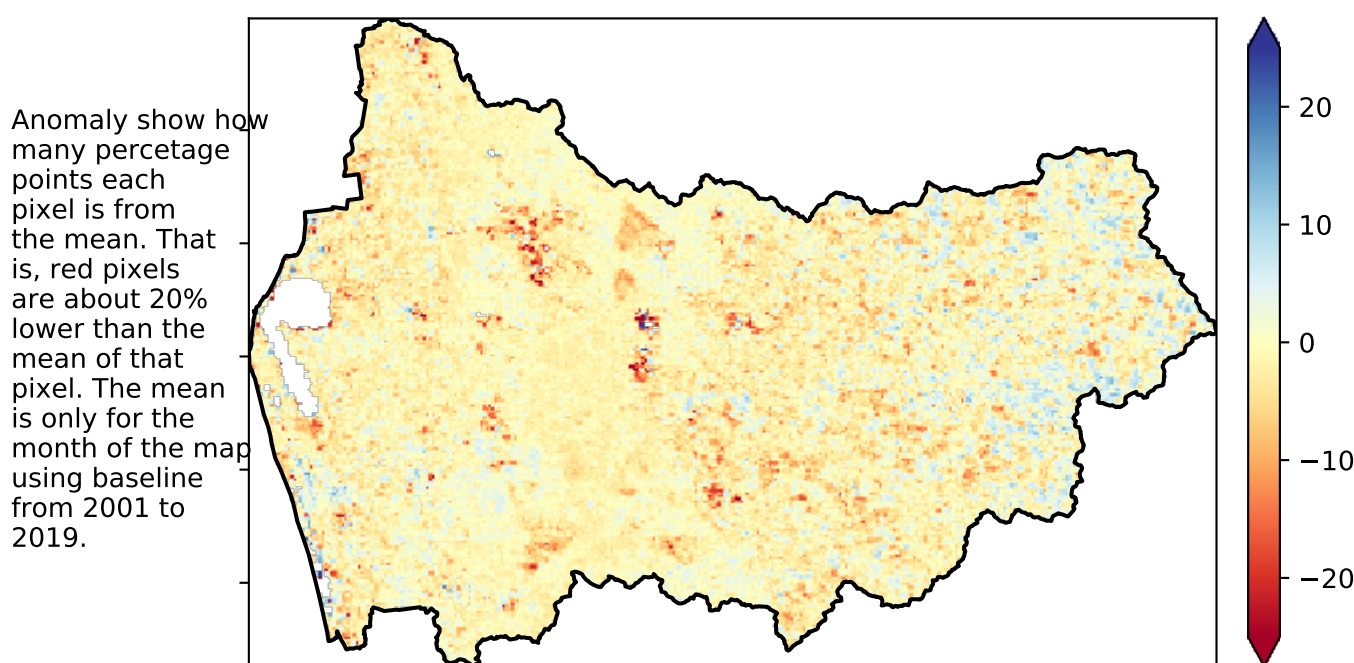 Anomaly show how
many percetage
points each
pixel is from
the mean. That
is, red pixels
are about 20%
lower than the
mean of that
pixel. The mean
is only for the
month of the map
using baseline
from 2001 to
2019.
20
10
0
−10
−20